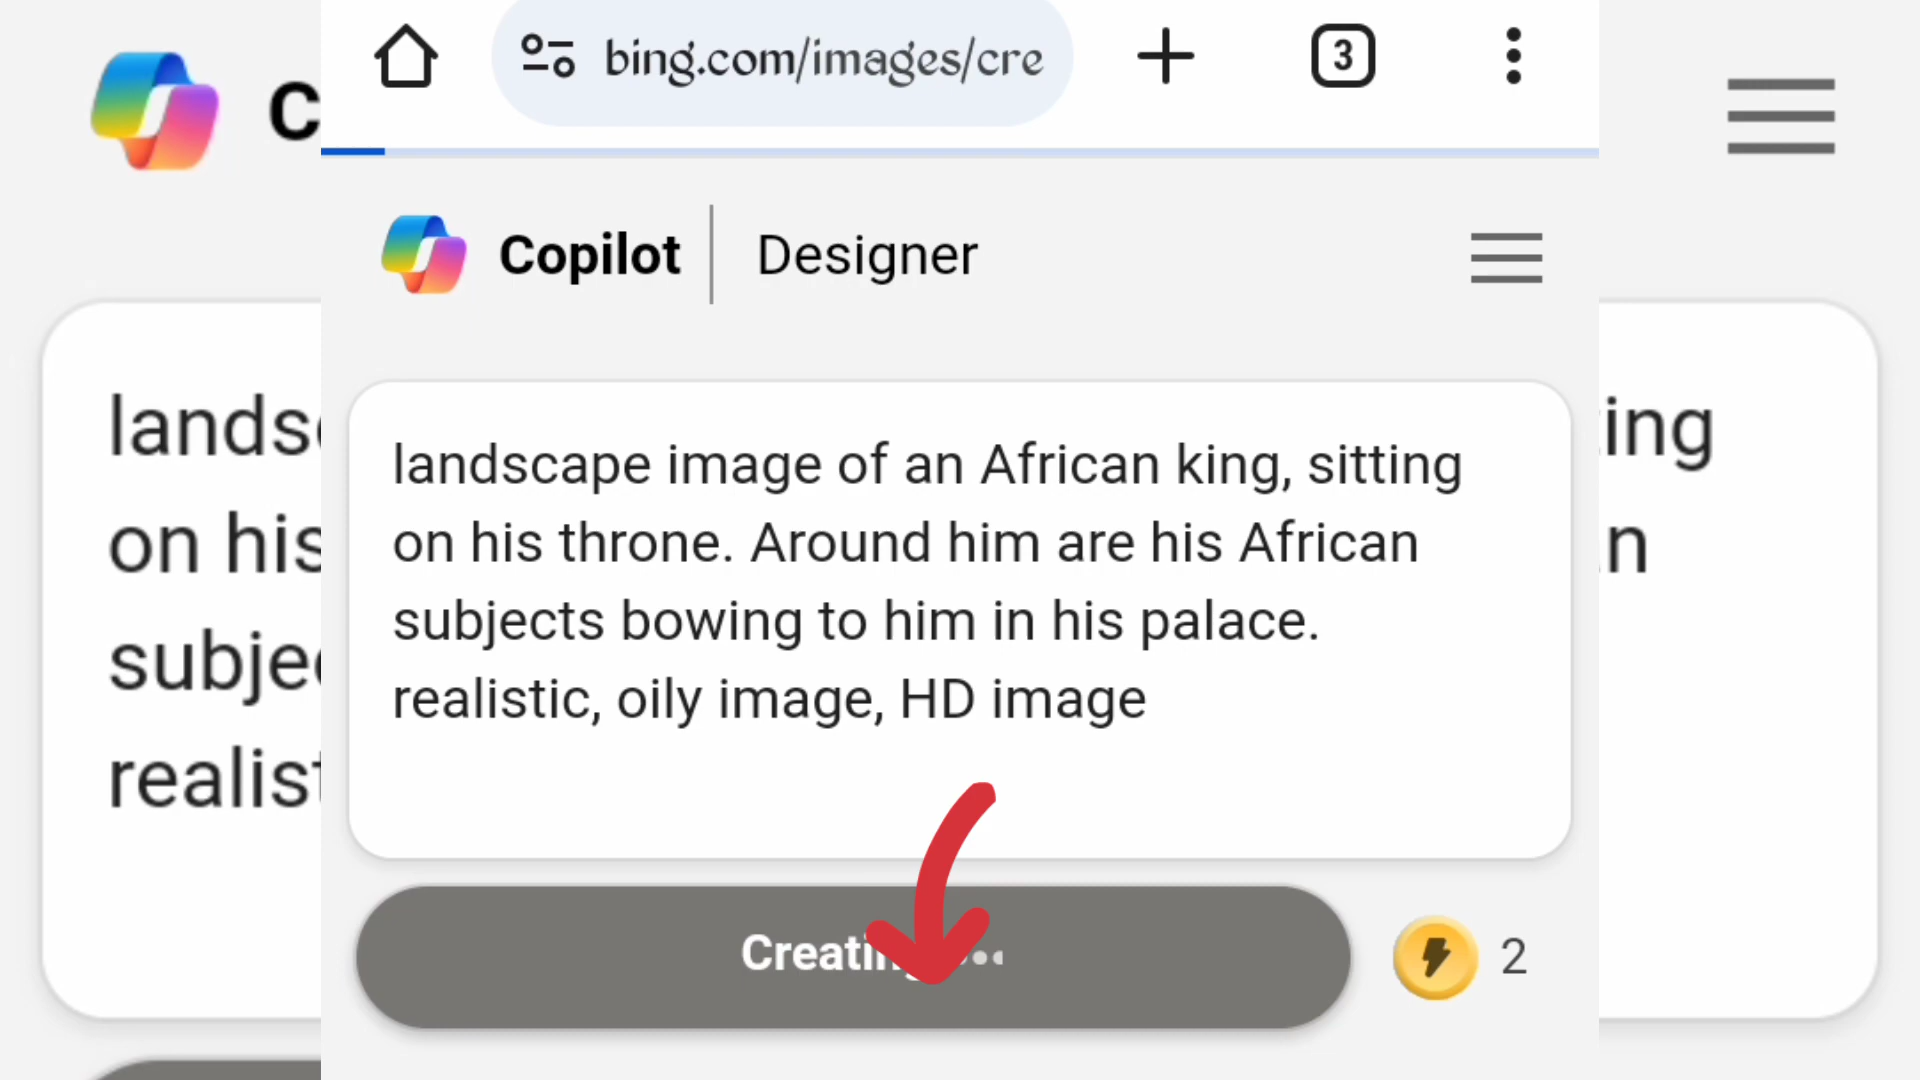 bing.com/images/cre
3
Copilot
Designer
landscape image of an African king, sitting
on his throne. Around him are his African
subjects bowing to him in his palace.
realistic, oily image, HD image
2